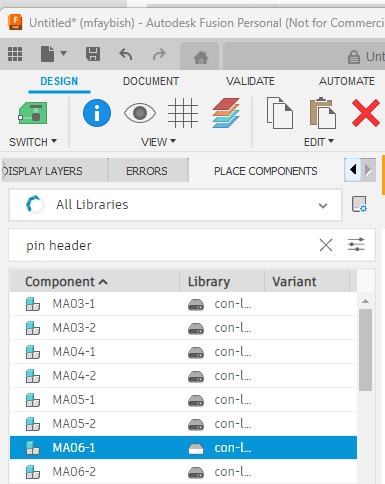 Untitled* (mfaybish) - Autodesk Fusion Personal (Not for Commerci
Unt
DESIGN DOCUMENT VALIDATE AUTOMATE
SWITCH VIEW EDIT
DISPLAY LAYERS ERRORS PLACE COMPONENTS
All Libraries
pin header
Component Library Variant
MA03-1 con-l...
MA03-2 con-l...
MA04-1 con-l...
MA04-2 con-l...
MA05-1 con-l...
MA05-2 con-l...
MA06-1 con-l...
MA06-2 con-l...